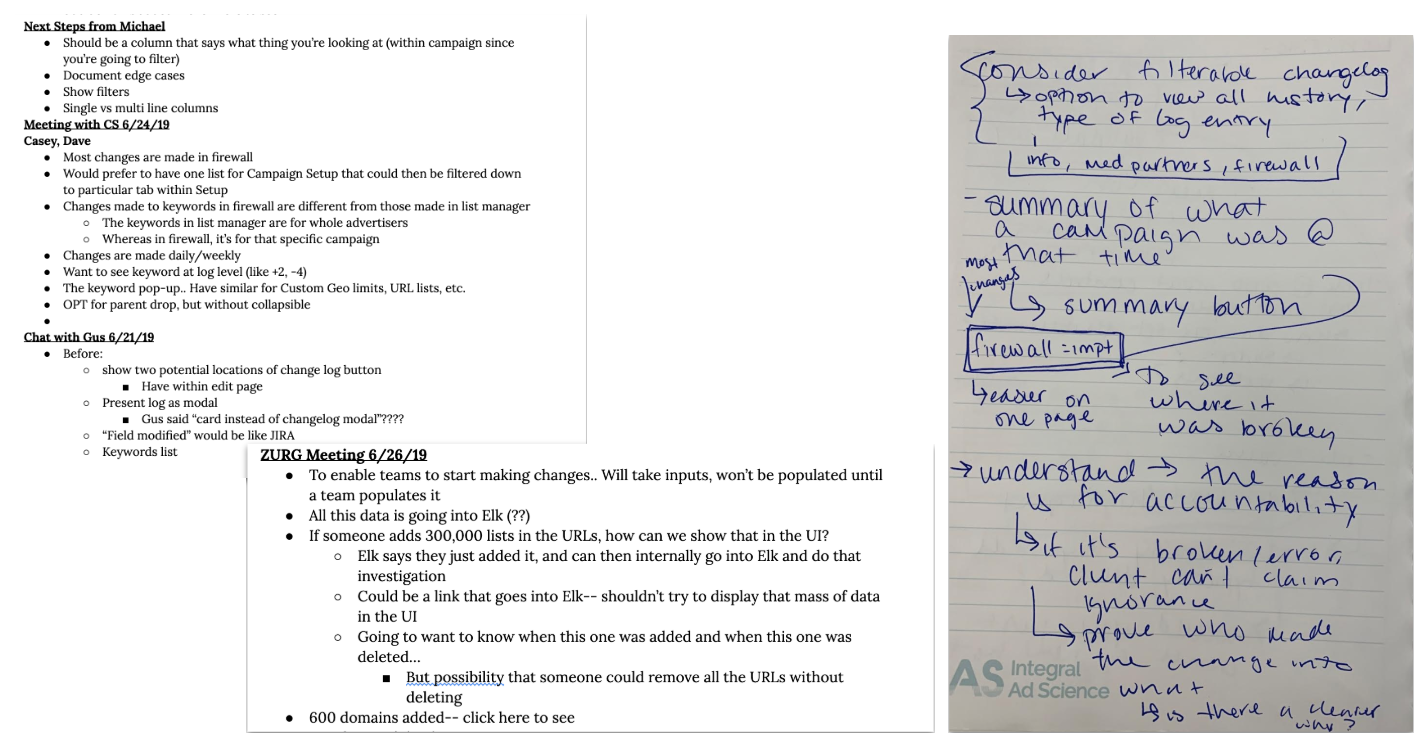 Next Steps from Michael
● Should be a column that says what thing you're looking at (within campaign since
you're going to filter)
● Document edge cases
● Show filters
● Single vs multi line columns
Meeting with CS 6/24/19
Casey, Dave
● Most changes are made in firewall
● Would prefer to have one list for Campaign Setup that could then be filtered down
to particular tab within Setup
● Changes made to keywords in firewall are different from those made in list manager
○ The keywords in list manager are for whole advertisers
○ Whereas in firewall, it's for that specific campaign
● Changes are made daily/weekly
● Want to see keyword at log level (like +2, -4)
● The keyword pop-up.. Have similar for Custom Geo limits, URL lists, etc.
● OPT for parent drop, but without collapsible
●
Chat with Gus 6/21/19
● Before:
○ show two potential locations of change log button
■ Have within edit page
○ Present log as modal
■ Gus said "card instead of changelog modal"????
○ "Field modified" would be like JIRA
○ Keywords list
ZURG Meeting 6/26/19
● To enable teams to start making changes.. Will take inputs, won't be populated until
a team populates it
● All this data is going into Elk (??)
● If someone adds 300,000 lists in the URLs, how can we show that in the UI?
○ Elk says they just added it, and can then internally go into Elk and do that
investigation
○ Could be a link that goes into Elk-- shouldn't try to display that mass of data
in the UI
○ Going to want to know when this one was added and when this one was
deleted...
■ But possibility that someone could remove all the URLs without
deleting
● 600 domains added-- click here to see
consider filterable changelog
↳ option to view all history,
type of log entry
info, med partners, firewall
- summary of what
a campaign was @
that time
most
changes
↳ summary button
firewall = impt
↳ easier on
one page
→ to see
where it
was broken
→ understand → the reason
is for accountability
↳ if it's broken/error,
client can't claim
ignorance
↳ prove who made
the change into
what
↳ is there a cleaner
why?
AS Integral
Ad Science